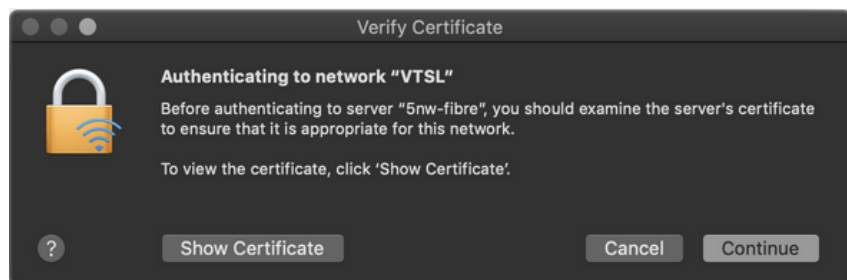 Verify Certificate
Authenticating to network “VTSL”
Before authenticating to server “5nw-fibre”, you should examine the server's certificate
to ensure that it is appropriate for this network.
To view the certificate, click ‘Show Certificate’.
?
Show Certificate
Cancel
Continue